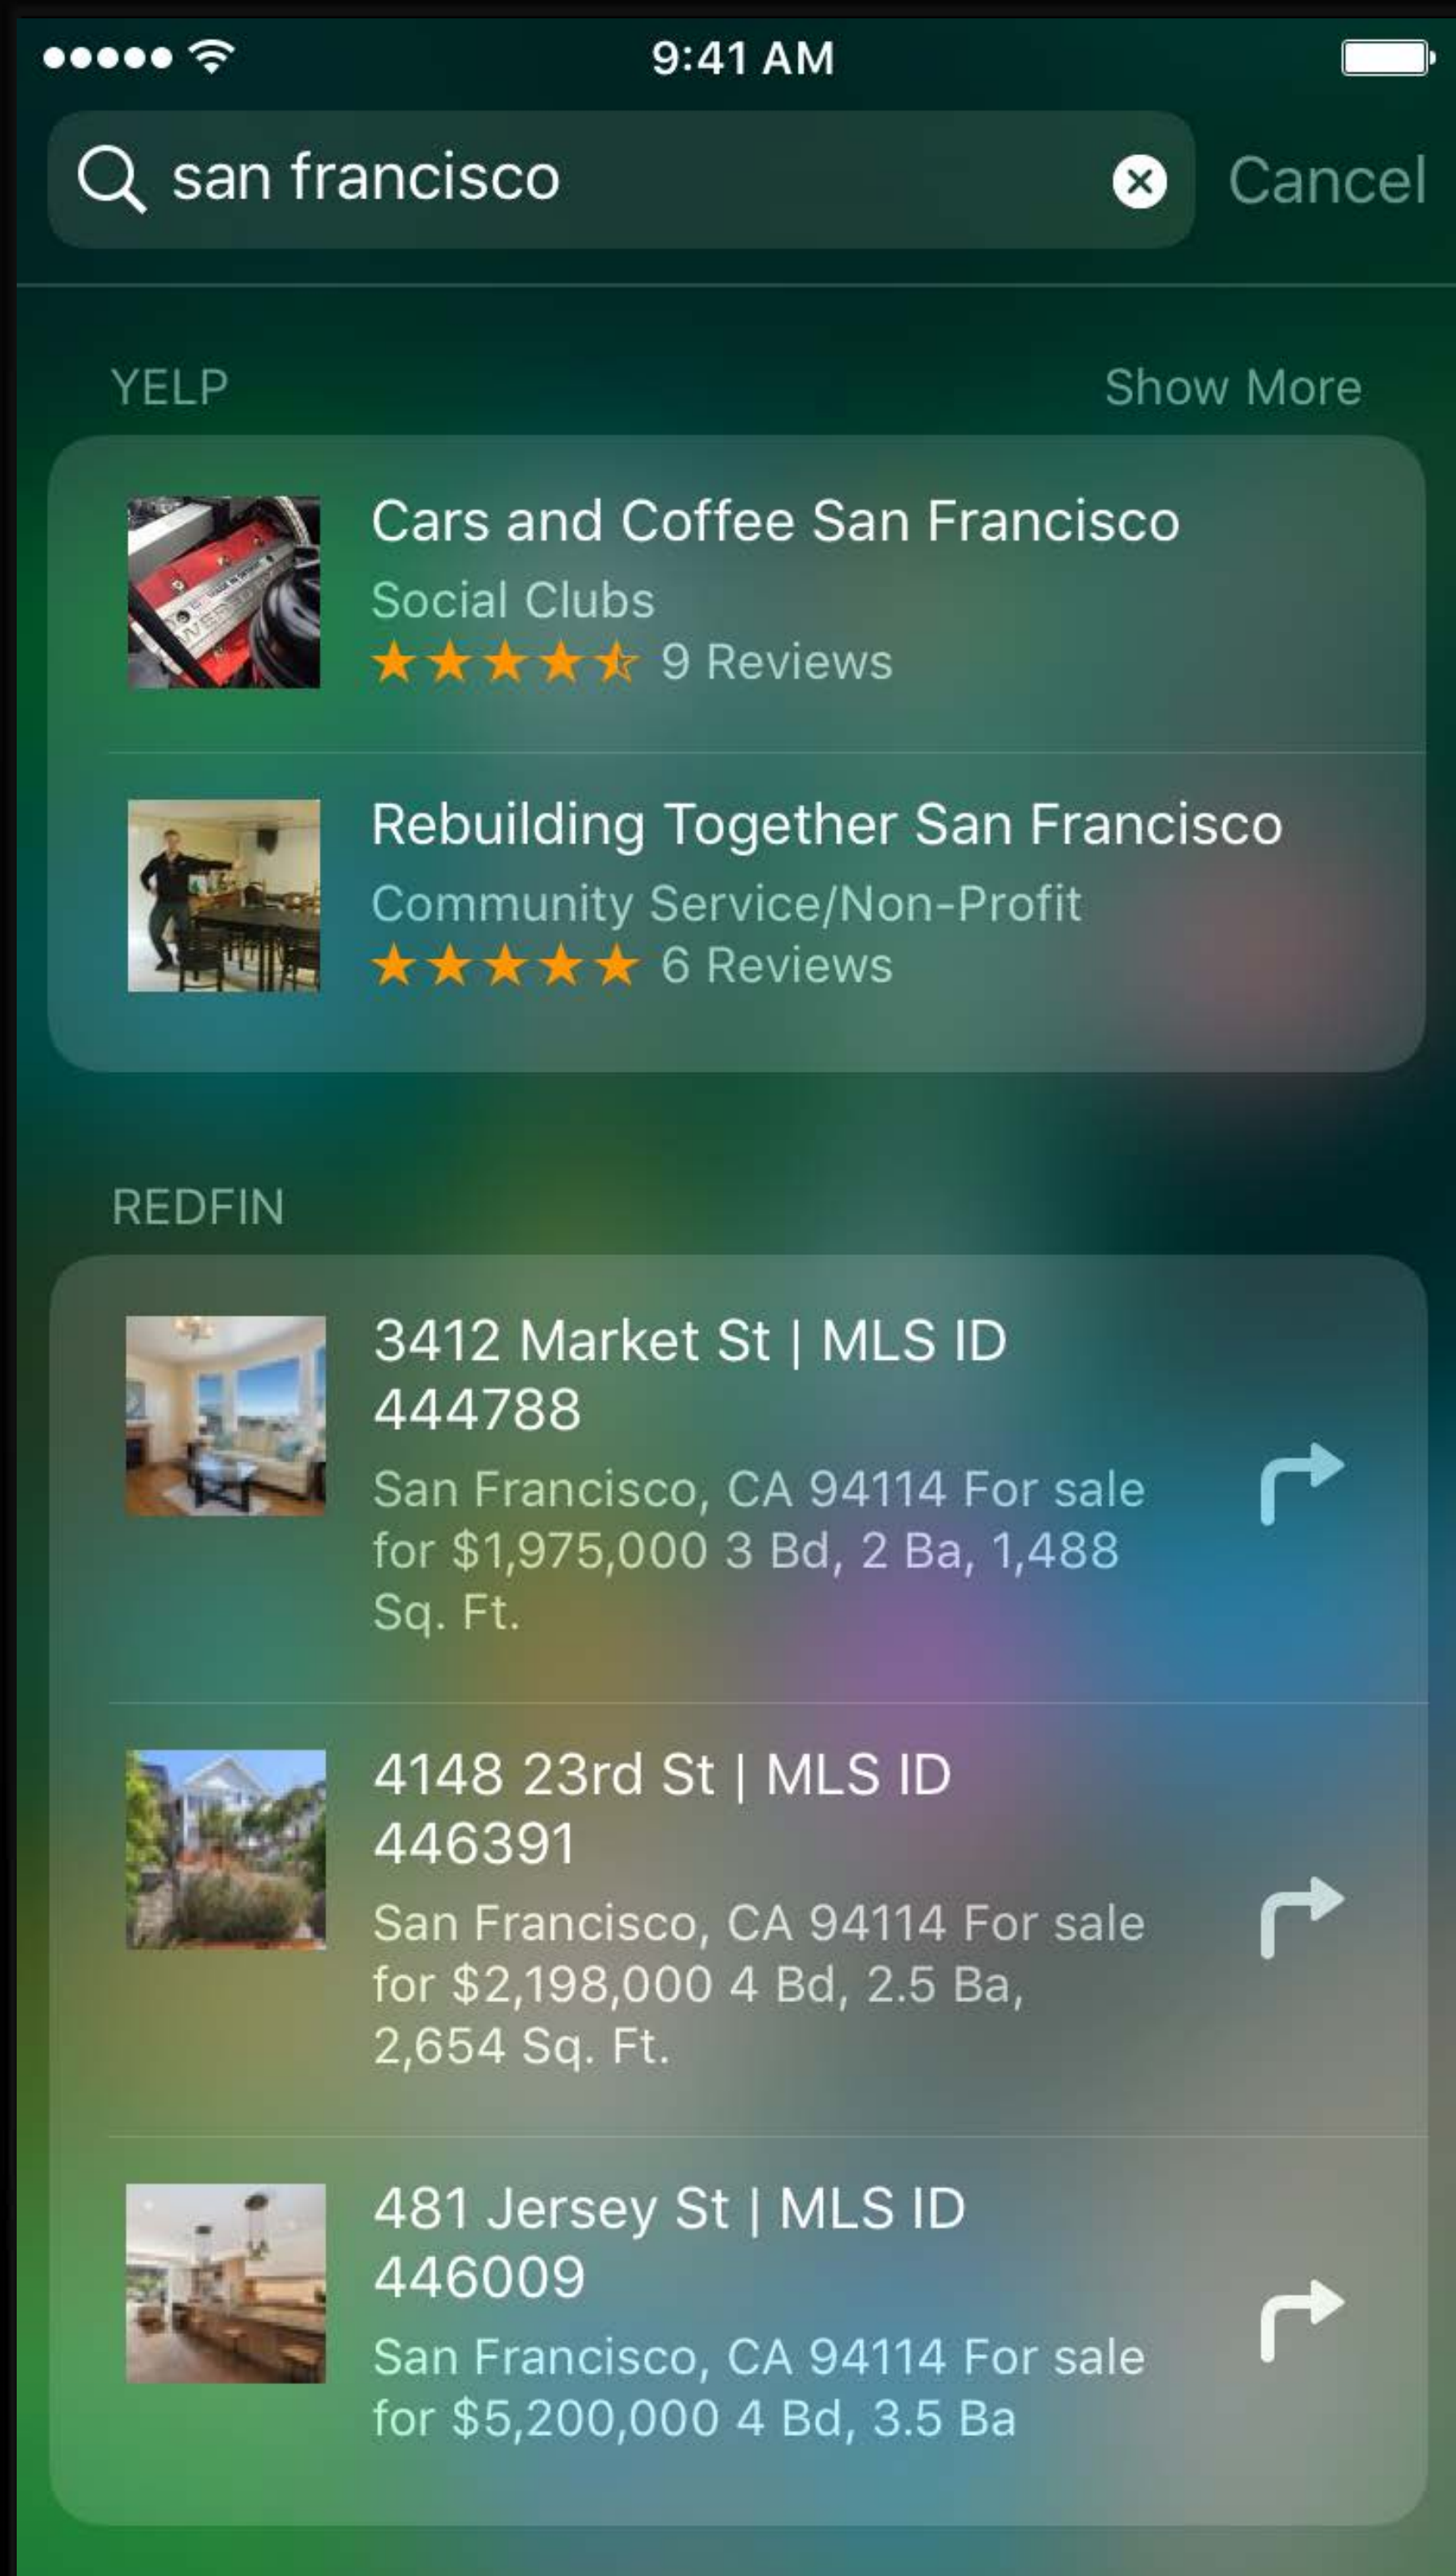 9:41 AM
san francisco
Cancel
YELP
Show More
Cars and Coffee San Francisco
Social Clubs
9 Reviews
Rebuilding Together San Francisco
Community Service/Non-Profit
6 Reviews
REDFIN
3412 Market St | MLS ID
444788
San Francisco, CA 94114 For sale
for $1,975,000 3 Bd, 2 Ba, 1,488
Sq. Ft.
4148 23rd St | MLS ID
446391
San Francisco, CA 94114 For sale
for $2,198,000 4 Bd, 2.5 Ba,
2,654 Sq. Ft.
481 Jersey St | MLS ID
446009
San Francisco, CA 94114 For sale
for $5,200,000 4 Bd, 3.5 Ba